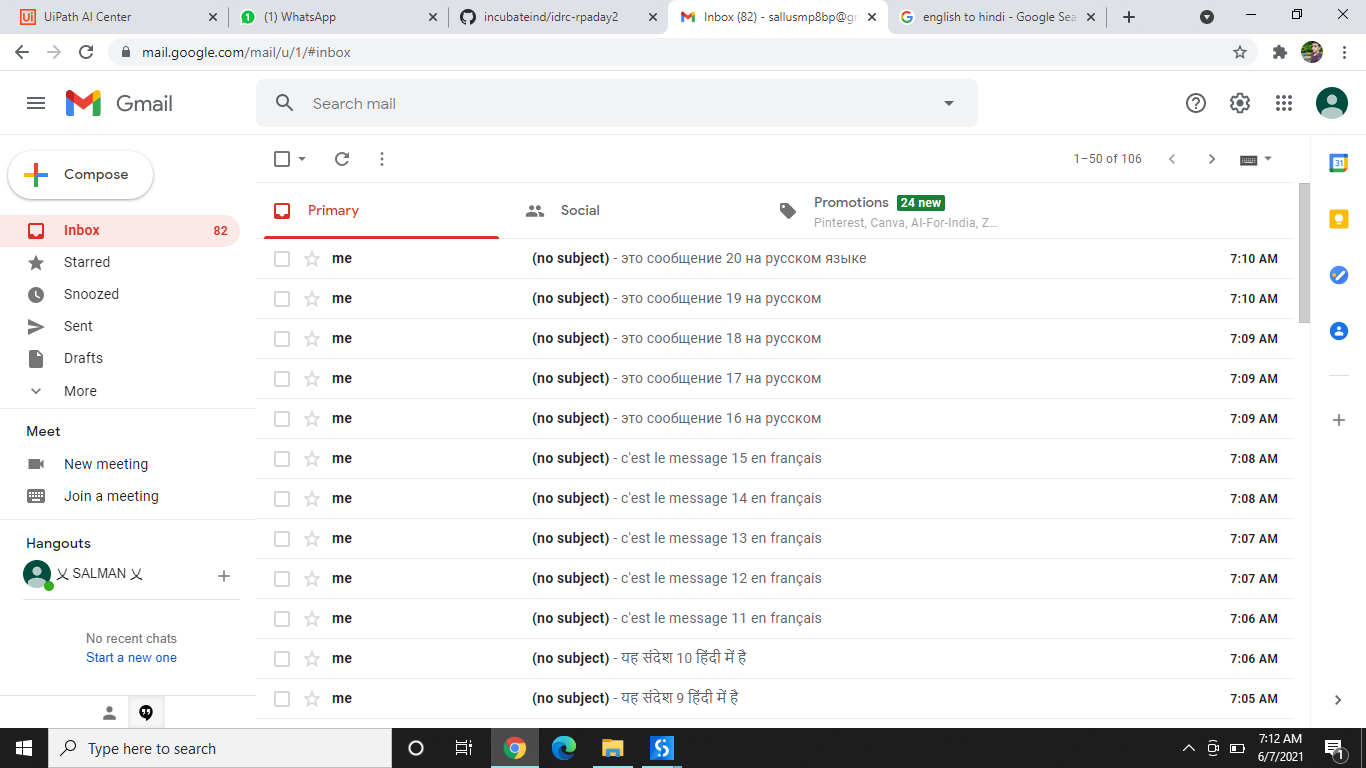 UiPath AI Center
(1) WhatsApp
incubateind/idrc-rpaday2
Inbox (82) - sallusmp8bp@gm
english to hindi - Google Sea
mail.google.com/mail/u/1/#inbox
Gmail
Search mail
Compose
1–50 of 106
Primary
Social
Promotions 24 new
Pinterest, Canva, AI-For-India, Z…
Inbox 82
Starred
Snoozed
Sent
Drafts
More
Meet
New meeting
Join a meeting
Hangouts
乂 SALMAN 乂
No recent chats
Start a new one
me (no subject) - это сообщение 20 на русском языке 7:10 AM
me (no subject) - это сообщение 19 на русском 7:10 AM
me (no subject) - это сообщение 18 на русском 7:09 AM
me (no subject) - это сообщение 17 на русском 7:09 AM
me (no subject) - это сообщение 16 на русском 7:09 AM
me (no subject) - c'est le message 15 en français 7:08 AM
me (no subject) - c'est le message 14 en français 7:08 AM
me (no subject) - c'est le message 13 en français 7:07 AM
me (no subject) - c'est le message 12 en français 7:07 AM
me (no subject) - c'est le message 11 en français 7:06 AM
me (no subject) - यह संदेश 10 हिंदी में है 7:06 AM
me (no subject) - यह संदेश 9 हिंदी में है 7:05 AM
31
Type here to search
7:12 AM
6/7/2021
1